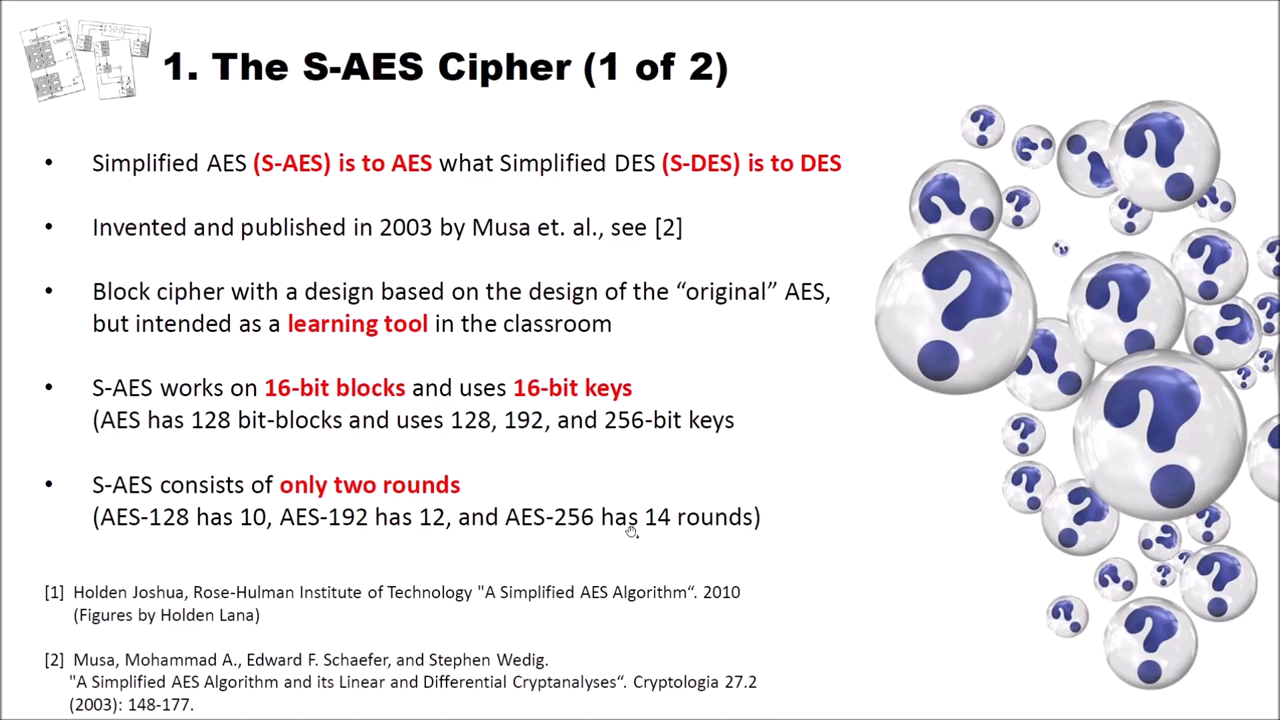 1. The S-AES Cipher (1 of 2)
• Simplified AES (S-AES) is to AES what Simplified DES (S-DES) is to DES
• Invented and published in 2003 by Musa et. al., see [2]
• Block cipher with a design based on the design of the “original” AES,
but intended as a learning tool in the classroom
• S-AES works on 16-bit blocks and uses 16-bit keys
(AES has 128 bit-blocks and uses 128, 192, and 256-bit keys
• S-AES consists of only two rounds
(AES-128 has 10, AES-192 has 12, and AES-256 has 14 rounds)
[1] Holden Joshua, Rose-Hulman Institute of Technology "A Simplified AES Algorithm“. 2010
(Figures by Holden Lana)
[2] Musa, Mohammad A., Edward F. Schaefer, and Stephen Wedig.
"A Simplified AES Algorithm and its Linear and Differential Cryptanalyses“. Cryptologia 27.2
(2003): 148-177.